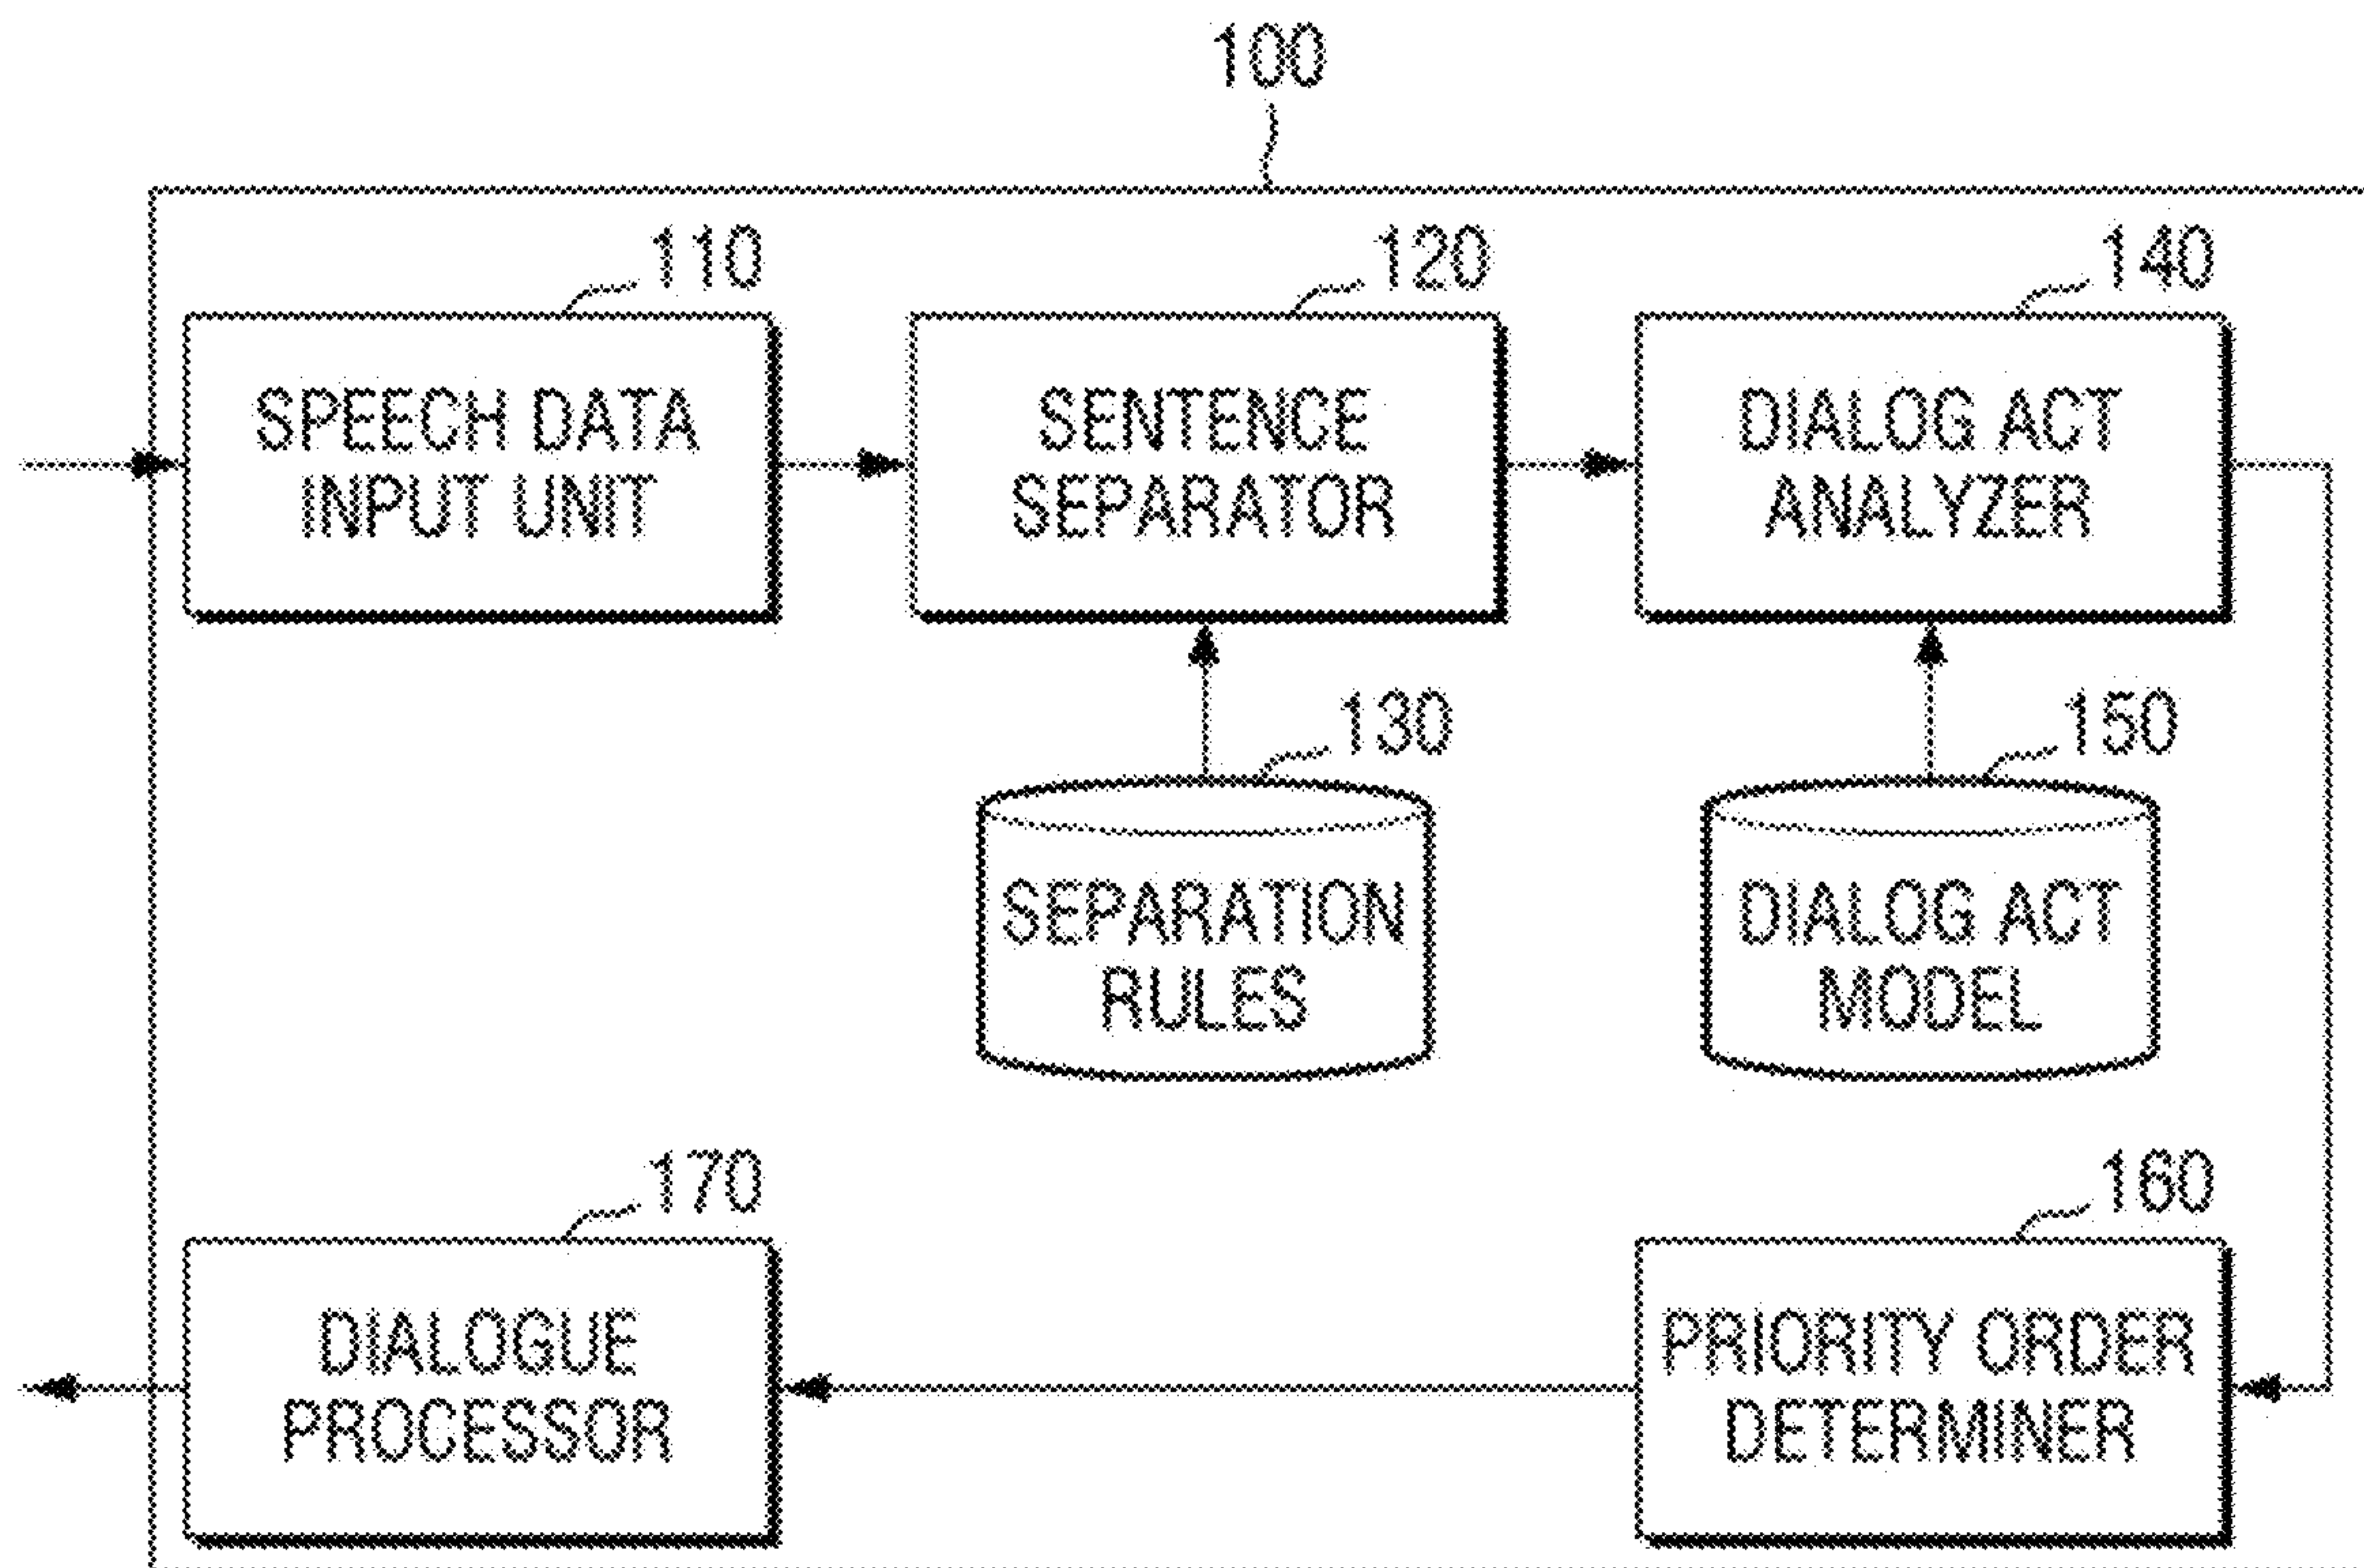 100
110
120
140
SPEECH DATA
INPUT UNIT
SENTENCE
SEPARATOR
DIALOG ACT
ANALYZER
130
150
SEPARATION
RULES
DIALOG ACT
MODEL
170
160
DIALOGUE
PROCESSOR
PRIORITY ORDER
DETERMINER